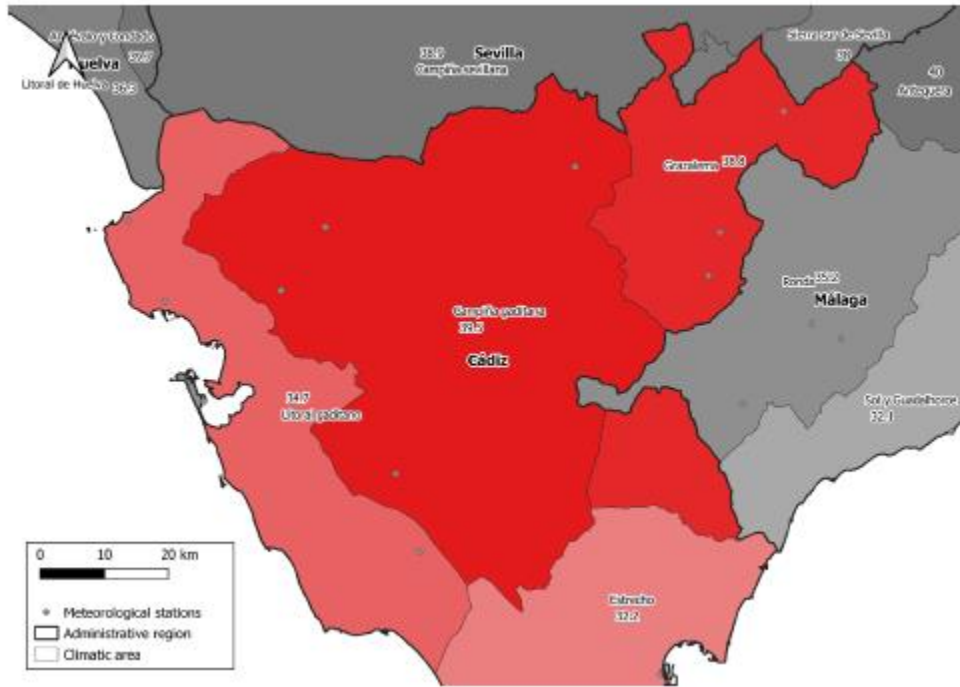 37.7
Huelva
Litoral de Huelva 36.3
38.9 Sevilla
Campiña sevillana
Sierra sur de Sevilla
39
40
Antequera
Grazalema 38.8
Ronda 35.2
Málaga
Campiña gaditana
39.3
Cádiz
34.7
Litoral gaditano
Sol y Guadalhorce
32.1
Estrecho
32.2
0 10 20 km
Meteorological stations
Administrative region
Climatic area